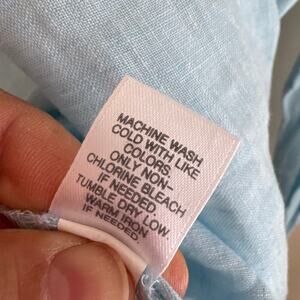 MACHINE WASH
COLD WITH LIKE
COLORS
ONLY NON-
CHLORINE BLEACH
IF NEEDED
TUMBLE DRY LOW
WARM IRON
IF NEEDED.